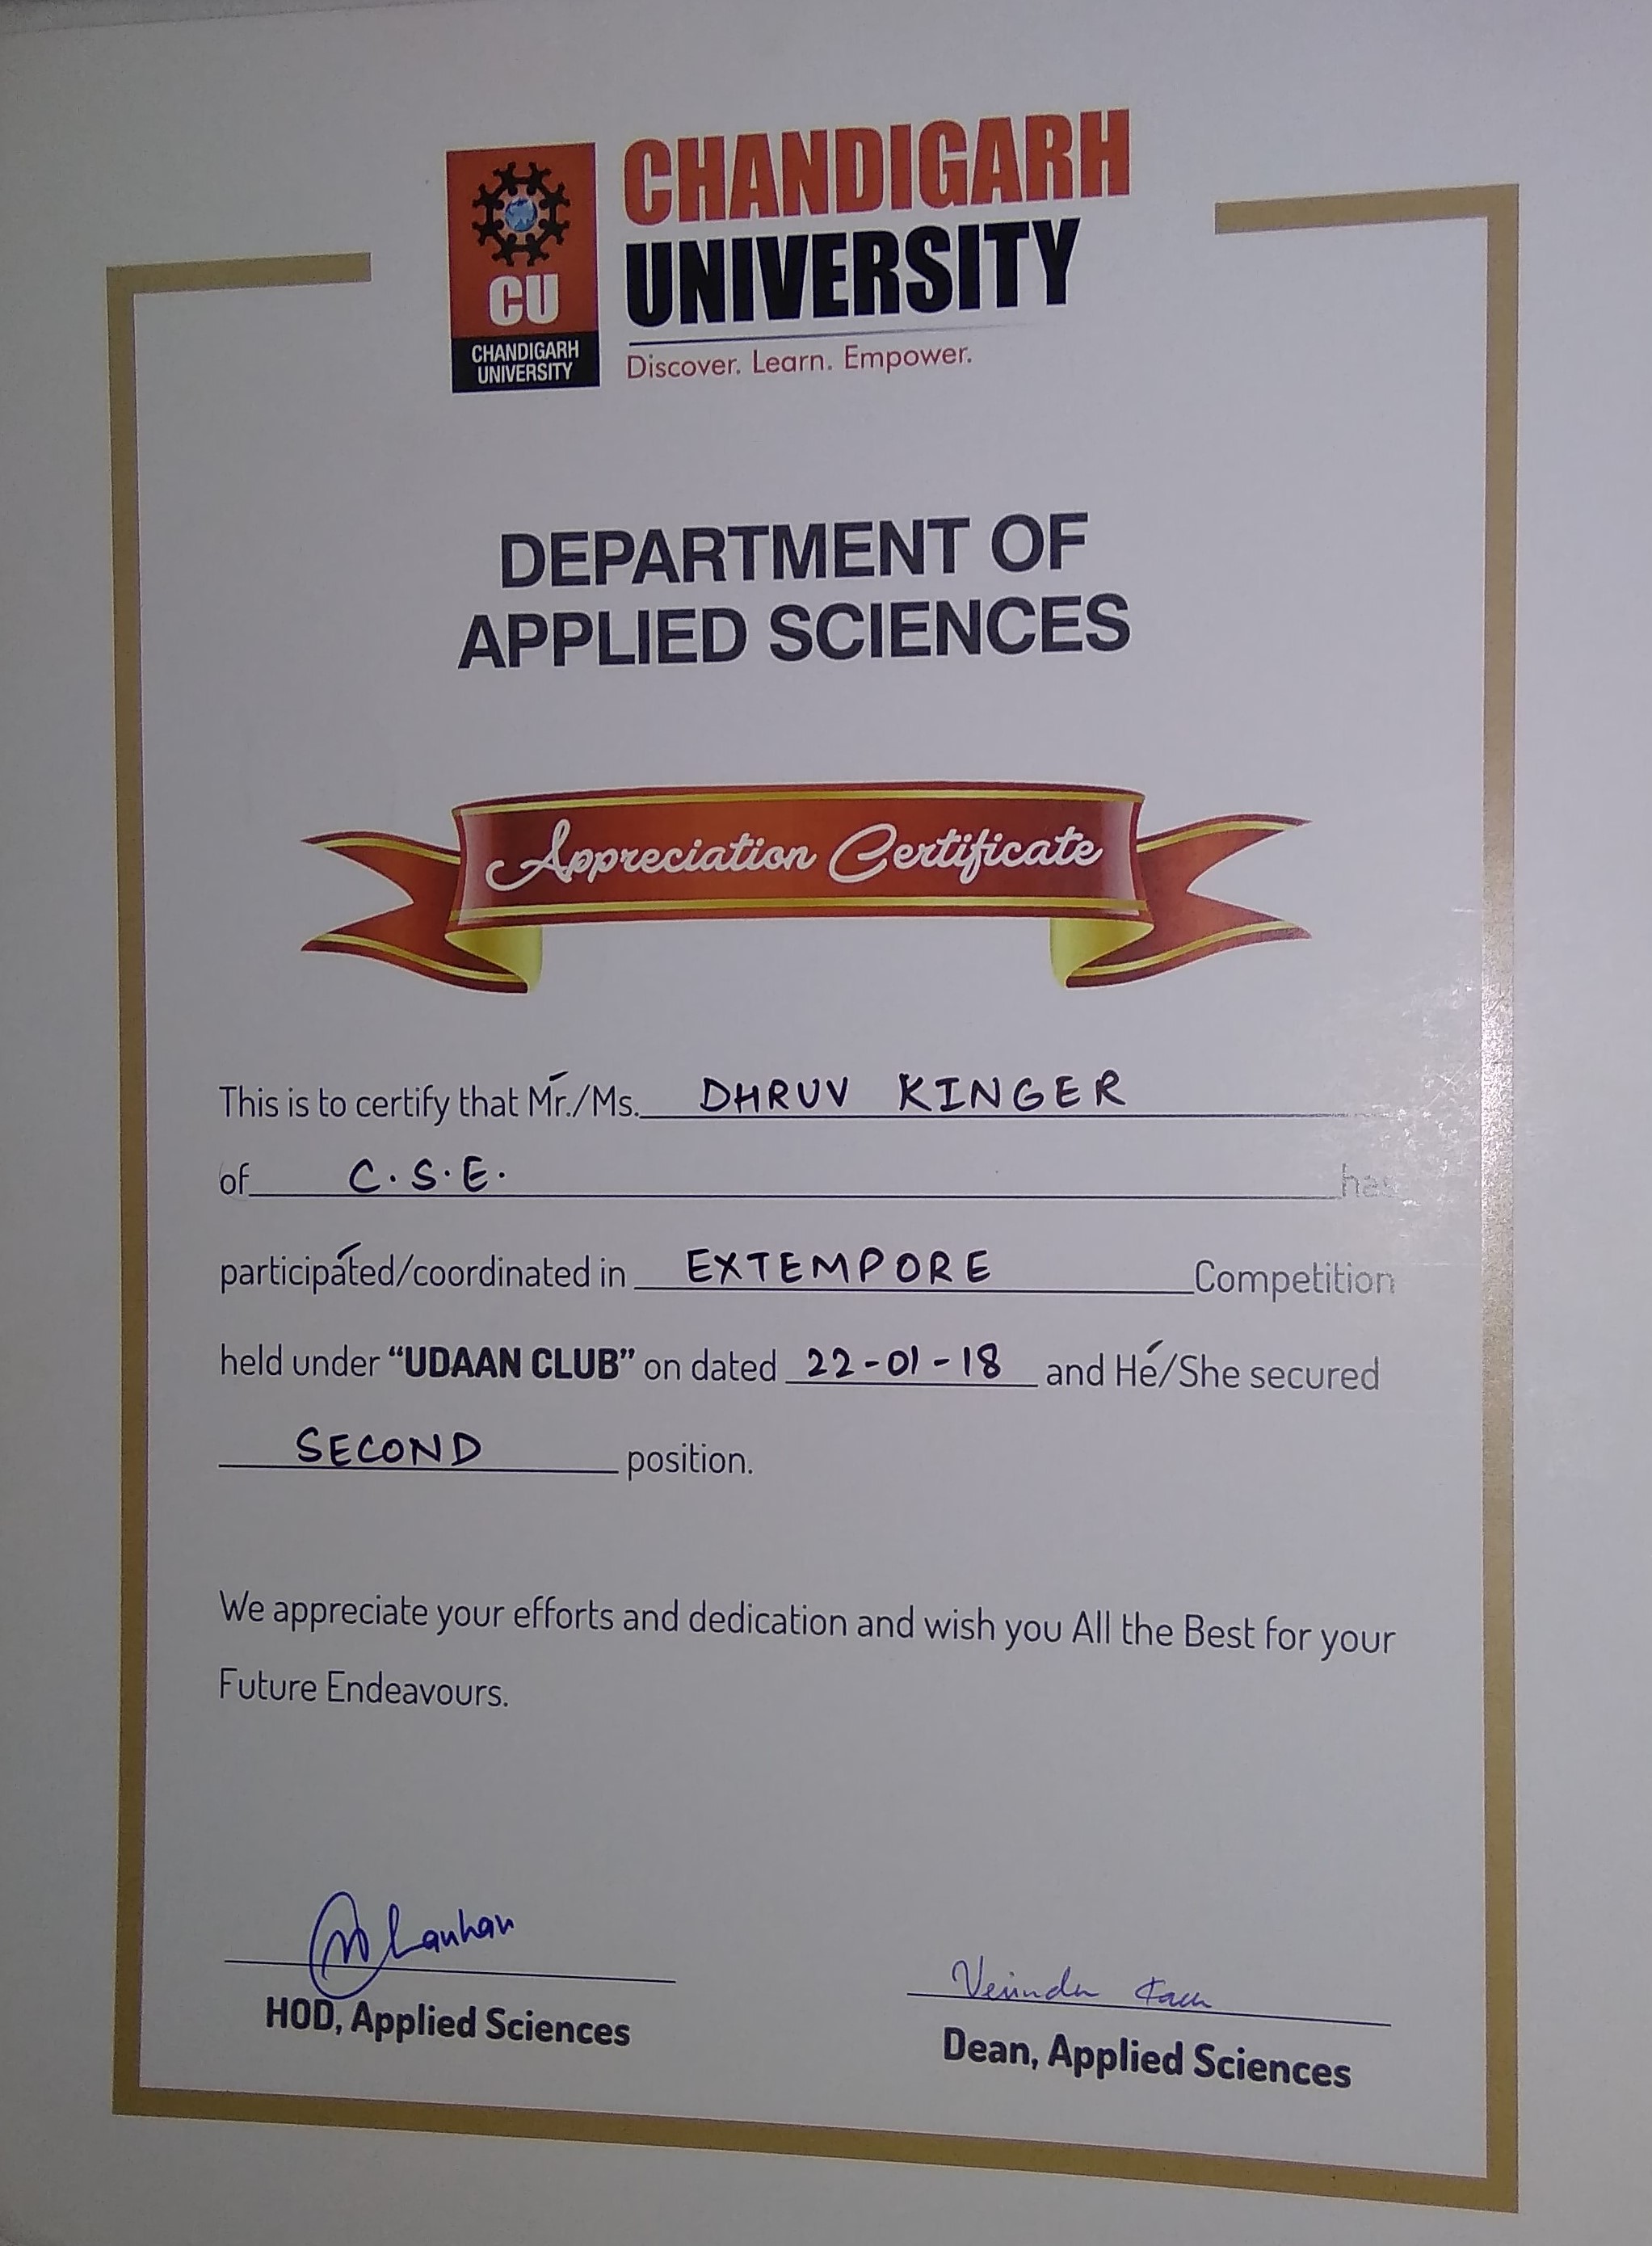 CU
CHANDIGARH
UNIVERSITY
CHANDIGARH
UNIVERSITY
Discover. Learn. Empower.
DEPARTMENT OF
APPLIED SCIENCES
Appreciation Certificate
This is to certify that Mr./Ms. DHRUV KINGER
of C.S.E. has
participated/coordinated in EXTEMPORE Competition
held under “UDAAN CLUB” on dated 22-01-18 and He/She secured
SECOND position.
We appreciate your efforts and dedication and wish you All the Best for your
Future Endeavours.
HOD, Applied Sciences
Dean, Applied Sciences